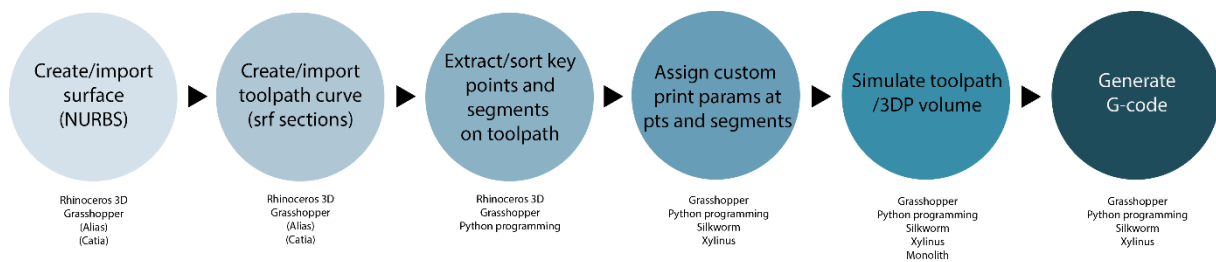 Create/import
surface
(NURBS)
Create/import
toolpath curve
(srf sections)
Extract/sort key
points and
segments
on toolpath
Assign custom
print params at
pts and segments
Simulate toolpath
/3DP volume
Generate
G-code
Rhinoceros 3D
Grasshopper
(Alias)
(Catia)
Rhinoceros 3D
Grasshopper
(Alias)
(Catia)
Rhinoceros 3D
Grasshopper
Python programming
Grasshopper
Python programming
Silkworm
Xylinus
Grasshopper
Python programming
Silkworm
Xylinus
Monolith
Grasshopper
Python programming
Silkworm
Xylinus